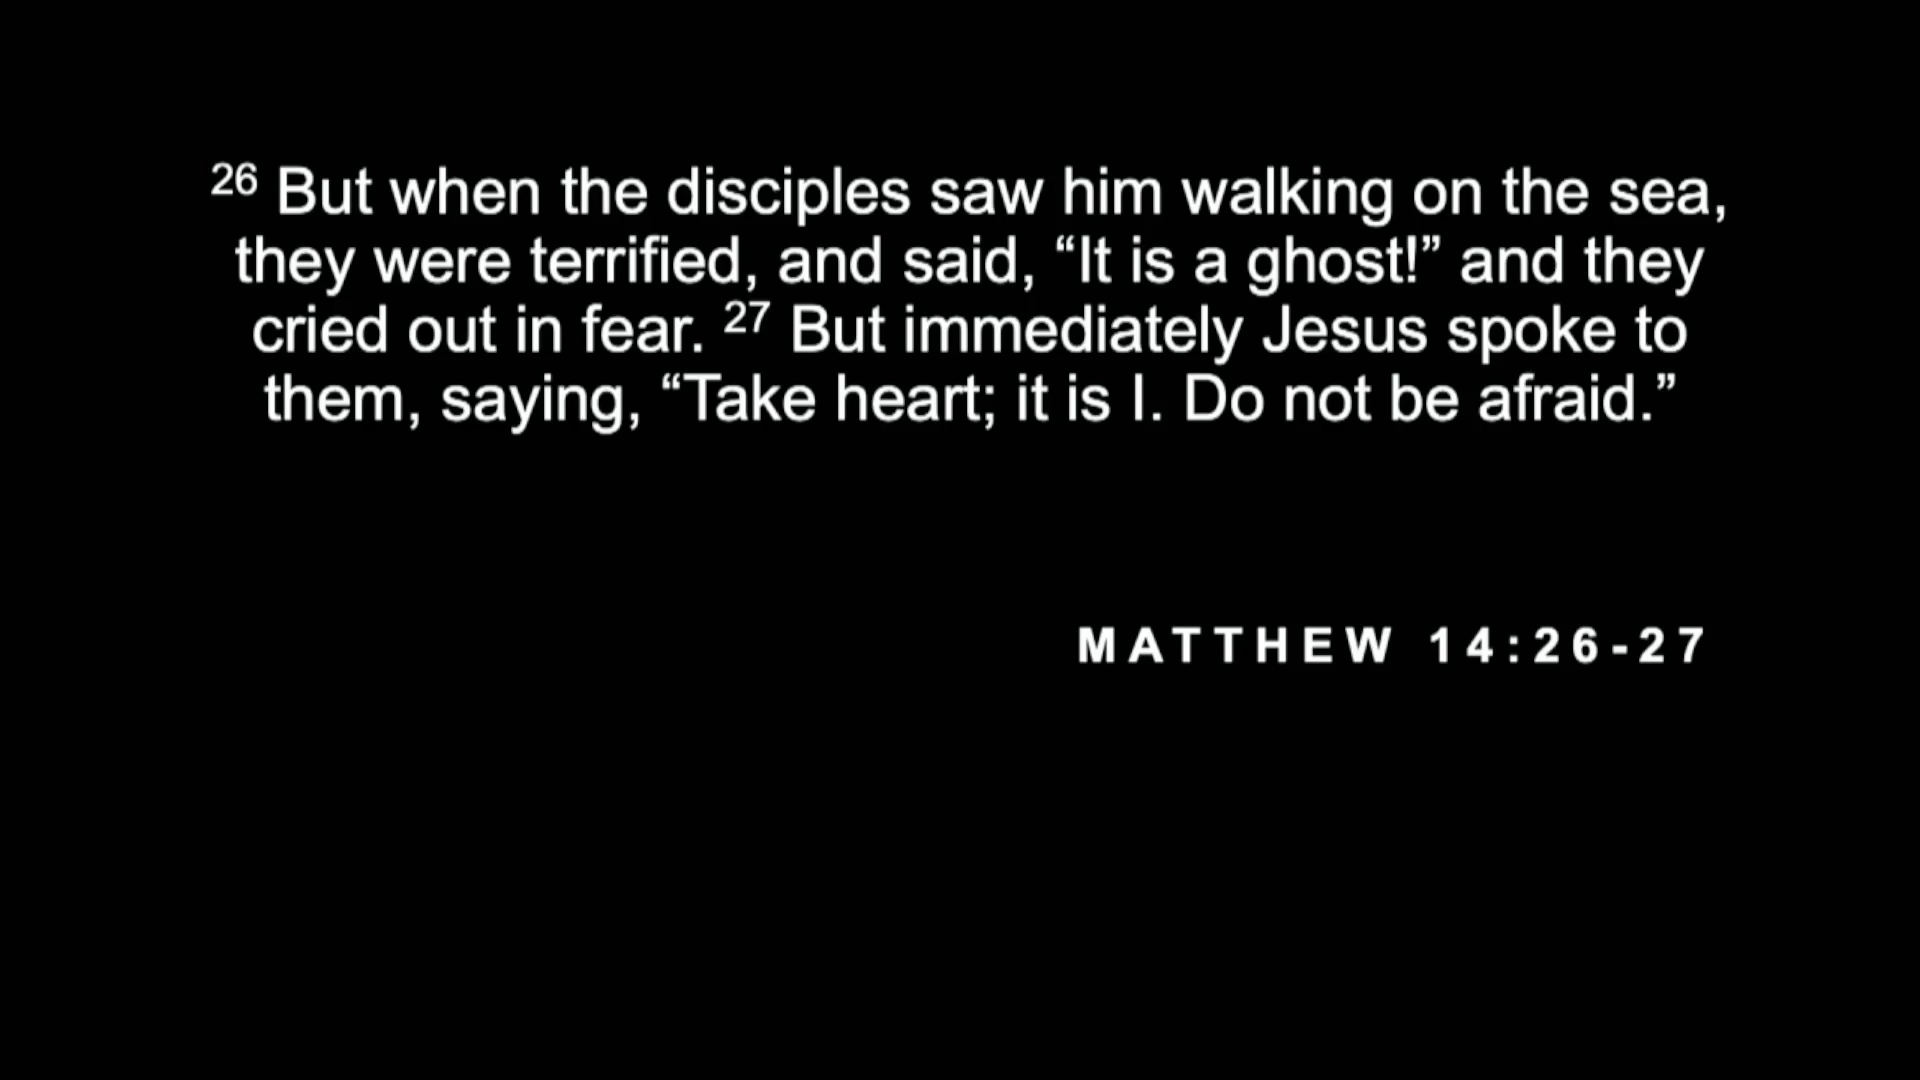 26 But when the disciples saw him walking on the sea,
they were terrified, and said, “It is a ghost!” and they
cried out in fear. 27 But immediately Jesus spoke to
them, saying, “Take heart; it is I. Do not be afraid.”
MATTHEW 14:26-27